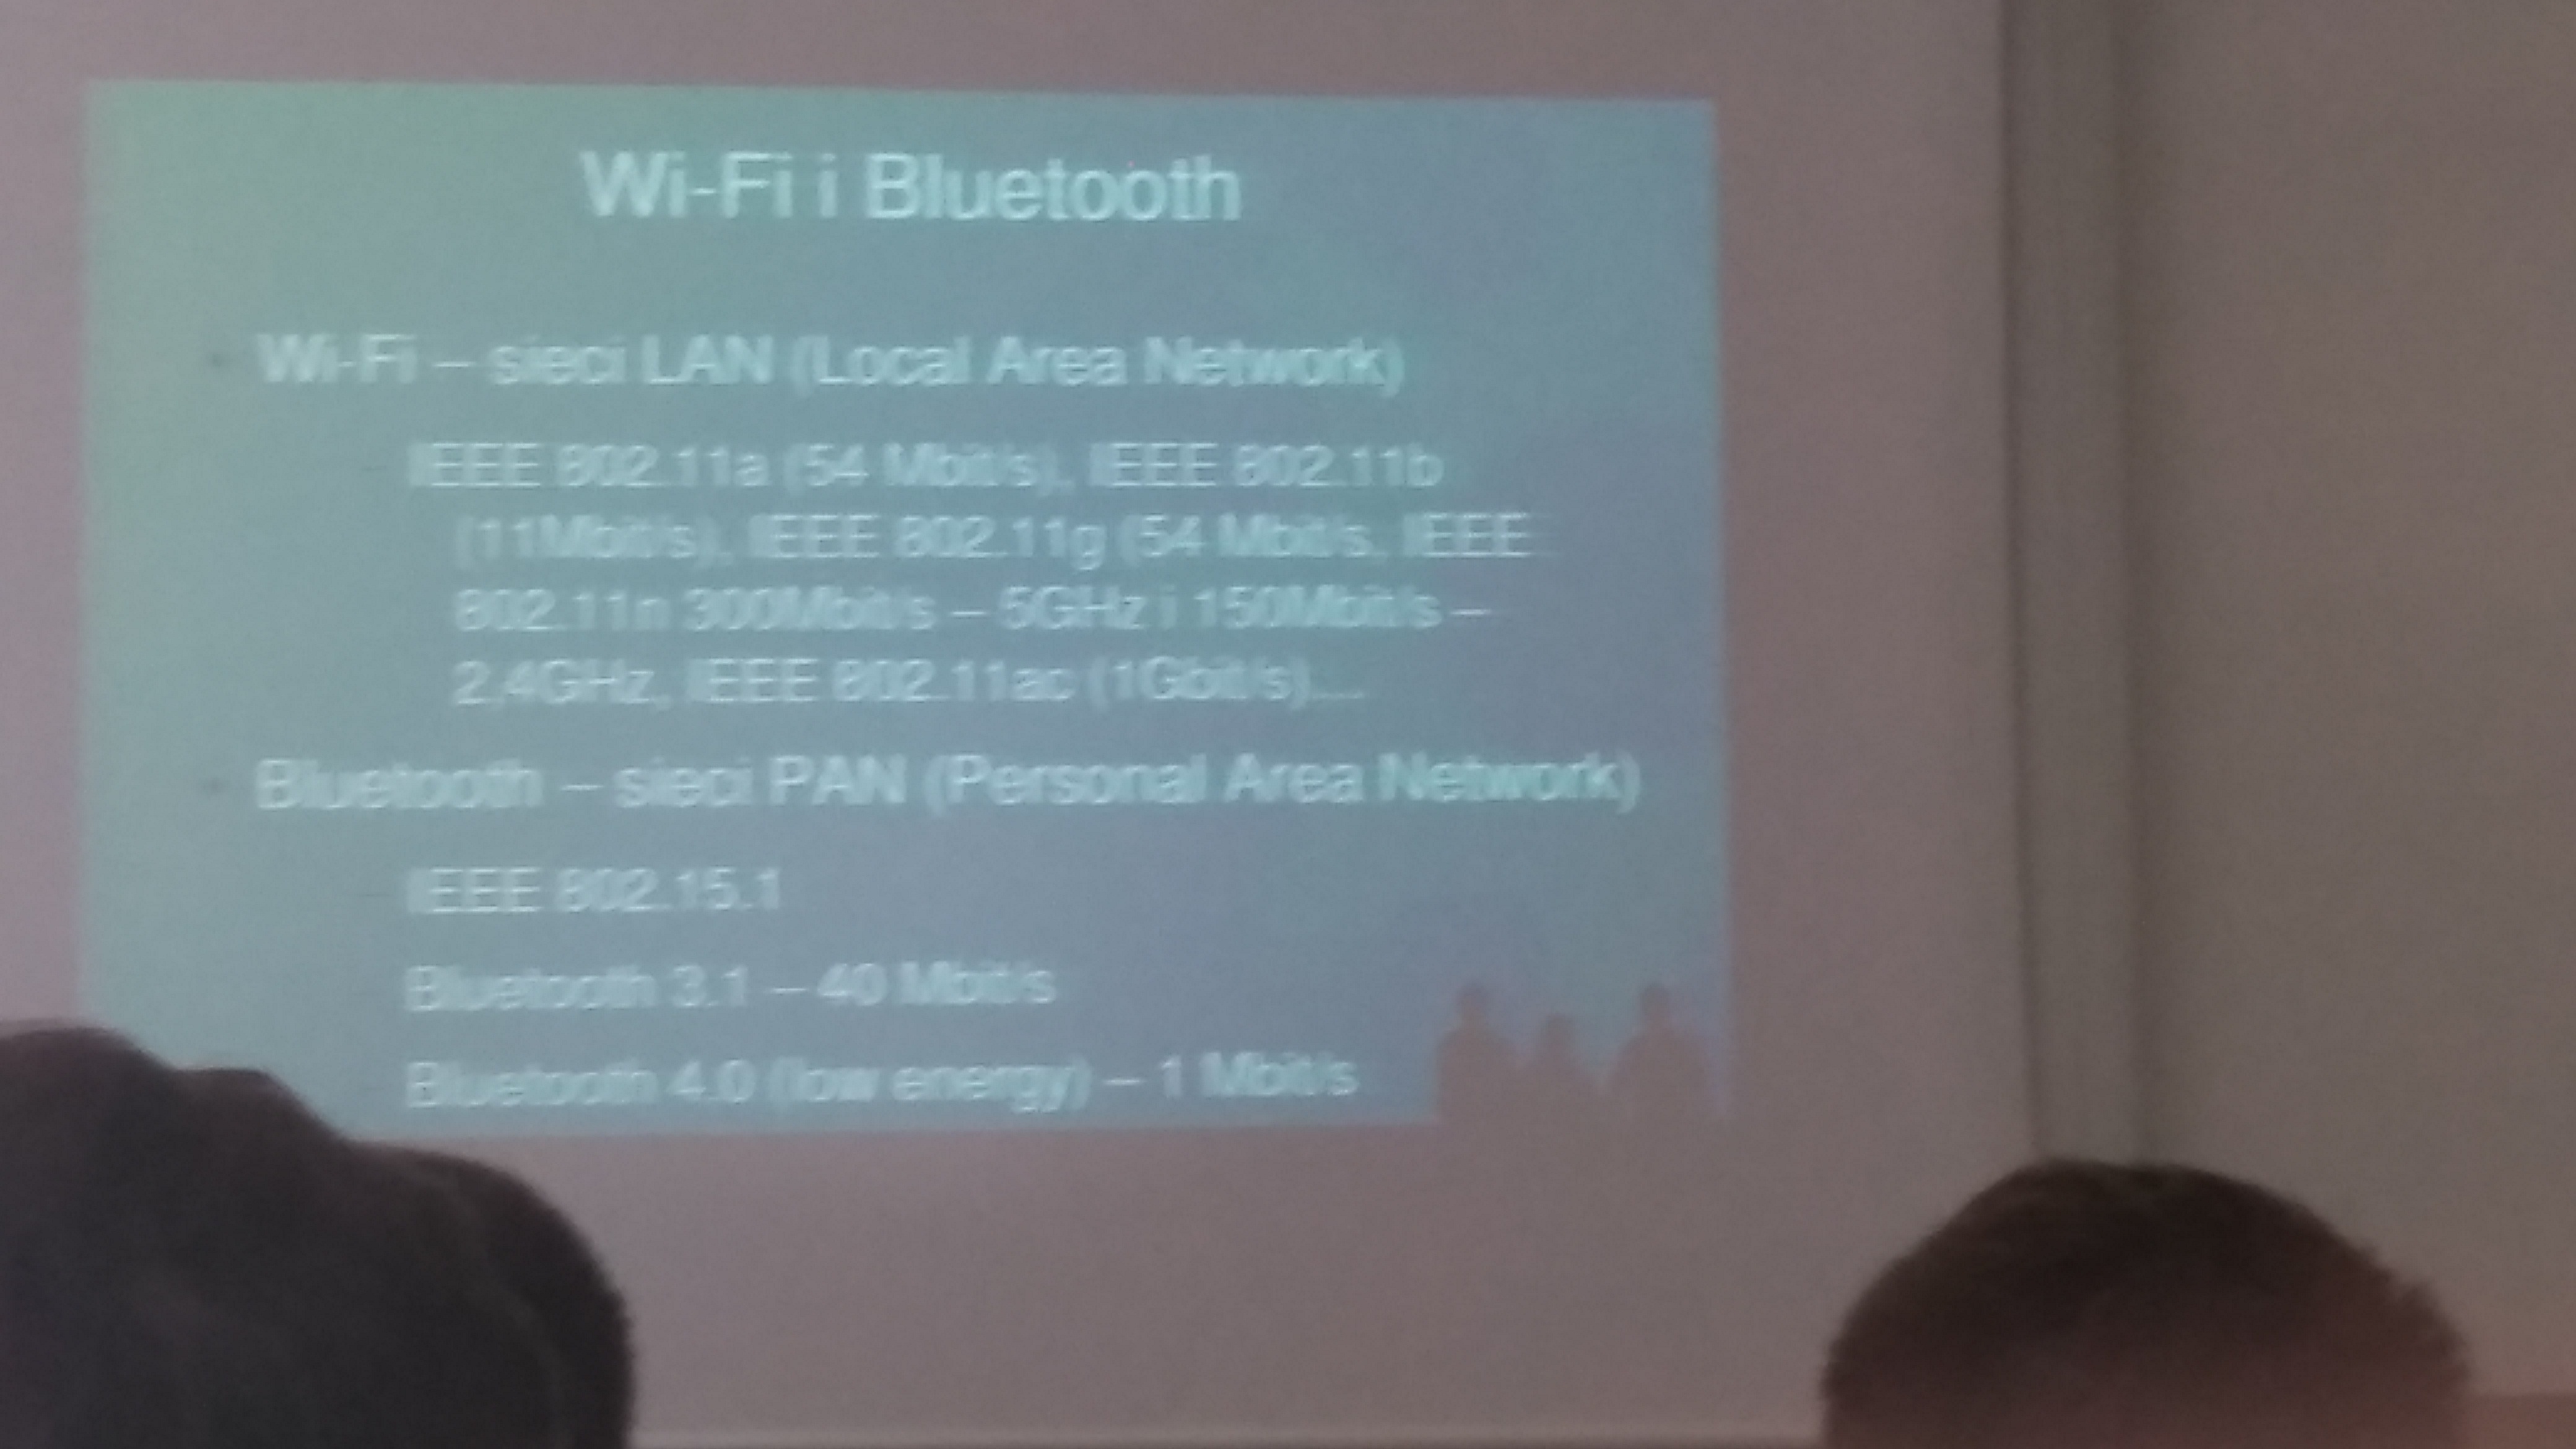 Wi-Fi i Bluetooth
Wi-Fi – sieci LAN (Local Area Network)
IEEE 802.11a (54 Mbit/s), IEEE 802.11b
(11Mbit/s), IEEE 802.11g (54 Mbit/s, IEEE
802.11n 300Mbit/s – 5GHz i 150Mbit/s –
2,4GHz, IEEE 802.11ac (1Gbit/s)...
Bluetooth – sieci PAN (Personal Area Network)
IEEE 802.15.1
Bluetooth 3.1 – 40 Mbit/s
Bluetooth 4.0 (low energy) – 1 Mbit/s